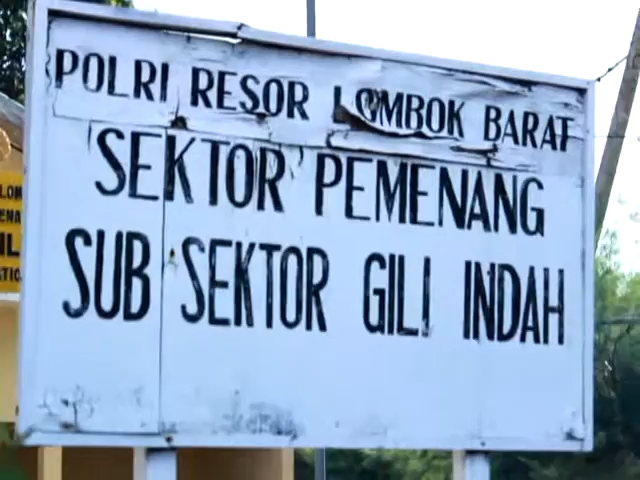 POLRI RESOR LOMBOK BARAT
SEKTOR PEMENANG
SUB SEKTOR GILI INDAH